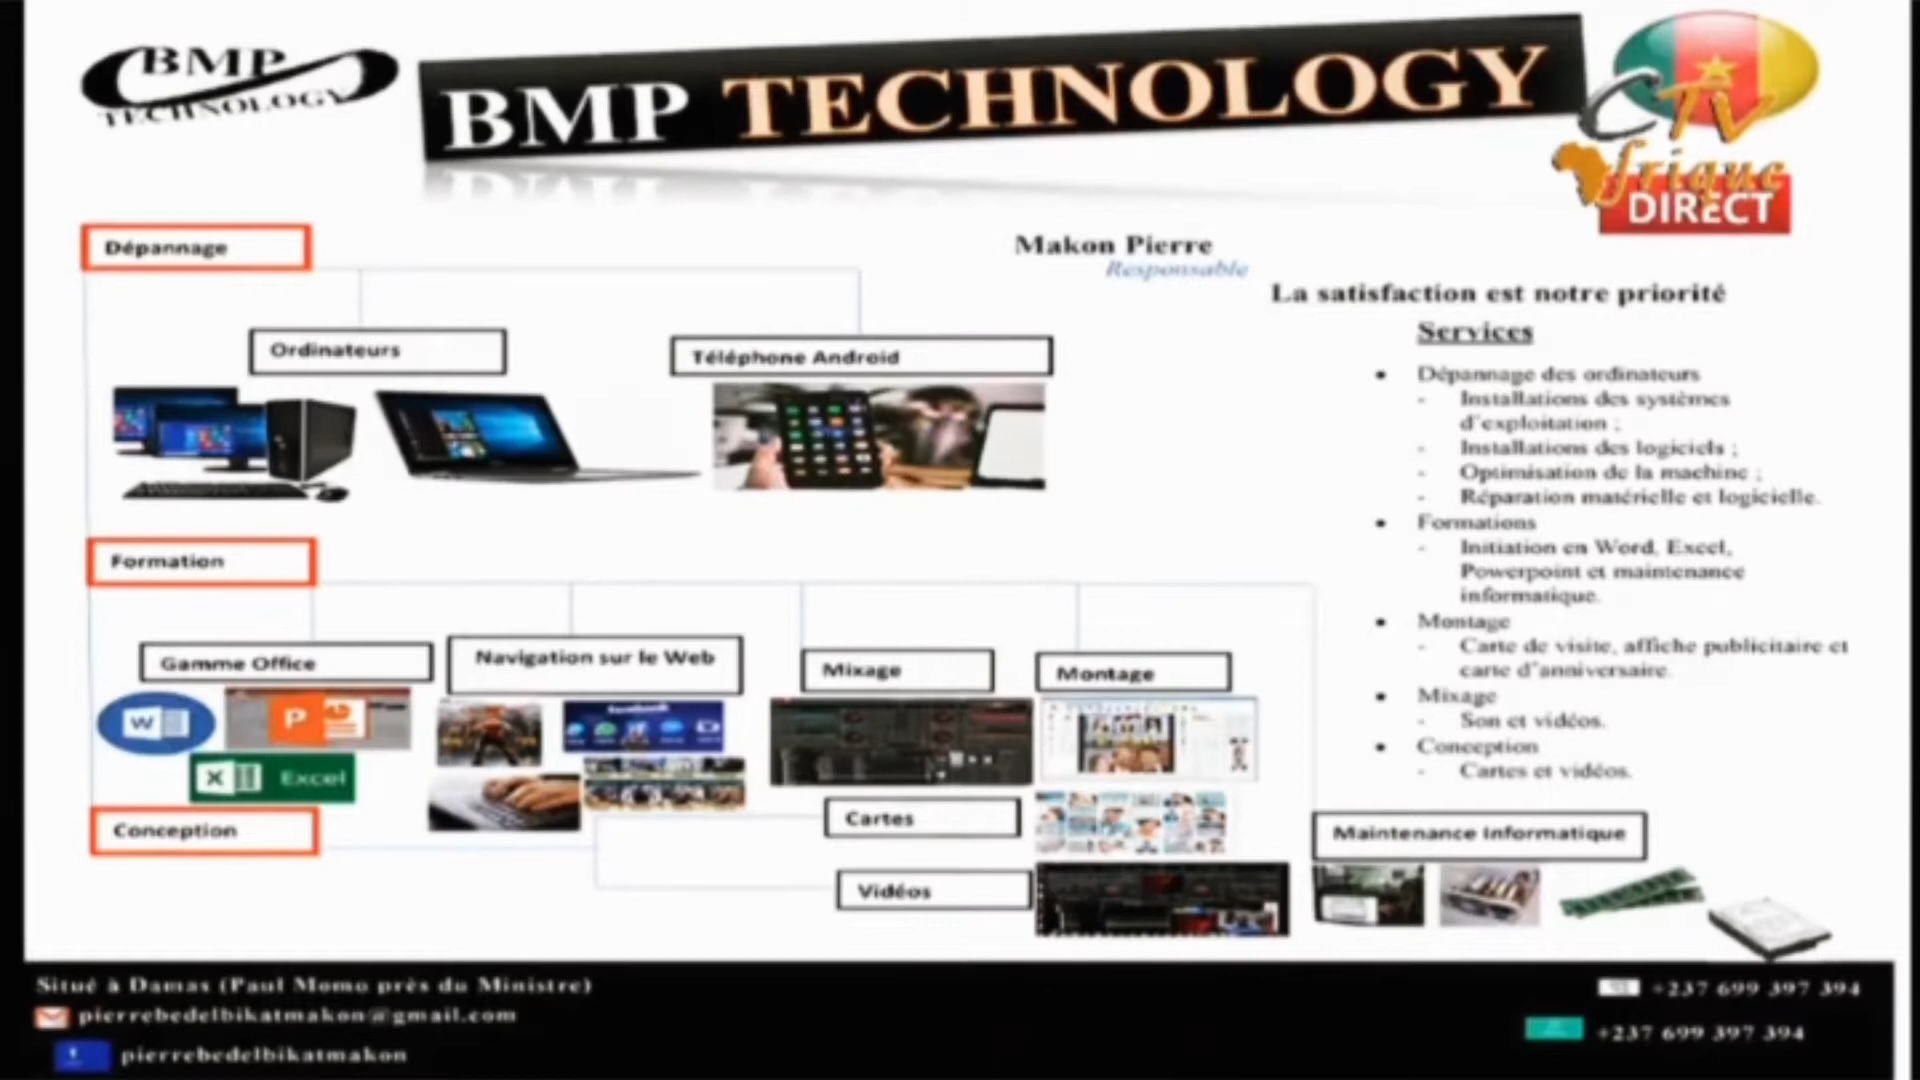 BMP
TECHNOLOGY
BMP TECHNOLOGY
CTV
Afrique
DIRECT
Dépannage
Makon Pierre
Responsable
La satisfaction est notre priorité
Services
Ordinateurs
Téléphone Android
• Dépannage des ordinateurs
- Installations des systèmes
d'exploitation ;
- Installations des logiciels ;
- Optimisation de la machine ;
- Réparation matérielle et logicielle.
• Formations
- Initiation en Word, Excel,
Powerpoint et maintenance
informatique.
• Montage
- Carte de visite, affiche publicitaire et
carte d'anniversaire.
• Mixage
- Son et vidéos.
• Conception
- Cartes et vidéos.
Formation
Gamme Office
Navigation sur le Web
Mixage
Montage
W
P
facebook
X Excel
Conception
Cartes
Vidéos
Maintenance Informatique
Situé à Damas (Paul Momo près du Ministre)
pierrebedelbikatmakon@gmail.com
pierrebedelbikatmakon
+237 699 397 394
+237 699 397 394